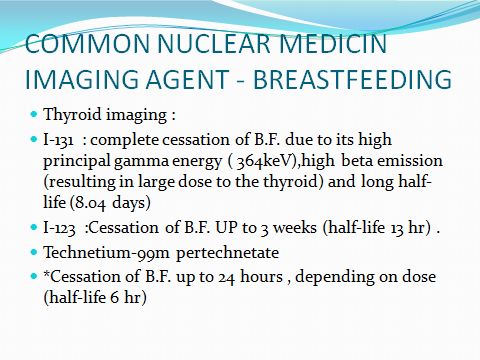 COMMON NUCLEAR MEDICIN
IMAGING AGENT - BREASTFEEDING
Thyroid imaging :
I-131 : complete cessation of B.F. due to its high
principal gamma energy ( 364keV),high beta emission
(resulting in large dose to the thyroid) and long half-
life (8.04 days)
I-123 :Cessation of B.F. UP to 3 weeks (half-life 13 hr) .
Technetium-99m pertechnetate
*Cessation of B.F. up to 24 hours , depending on dose
(half-life 6 hr)